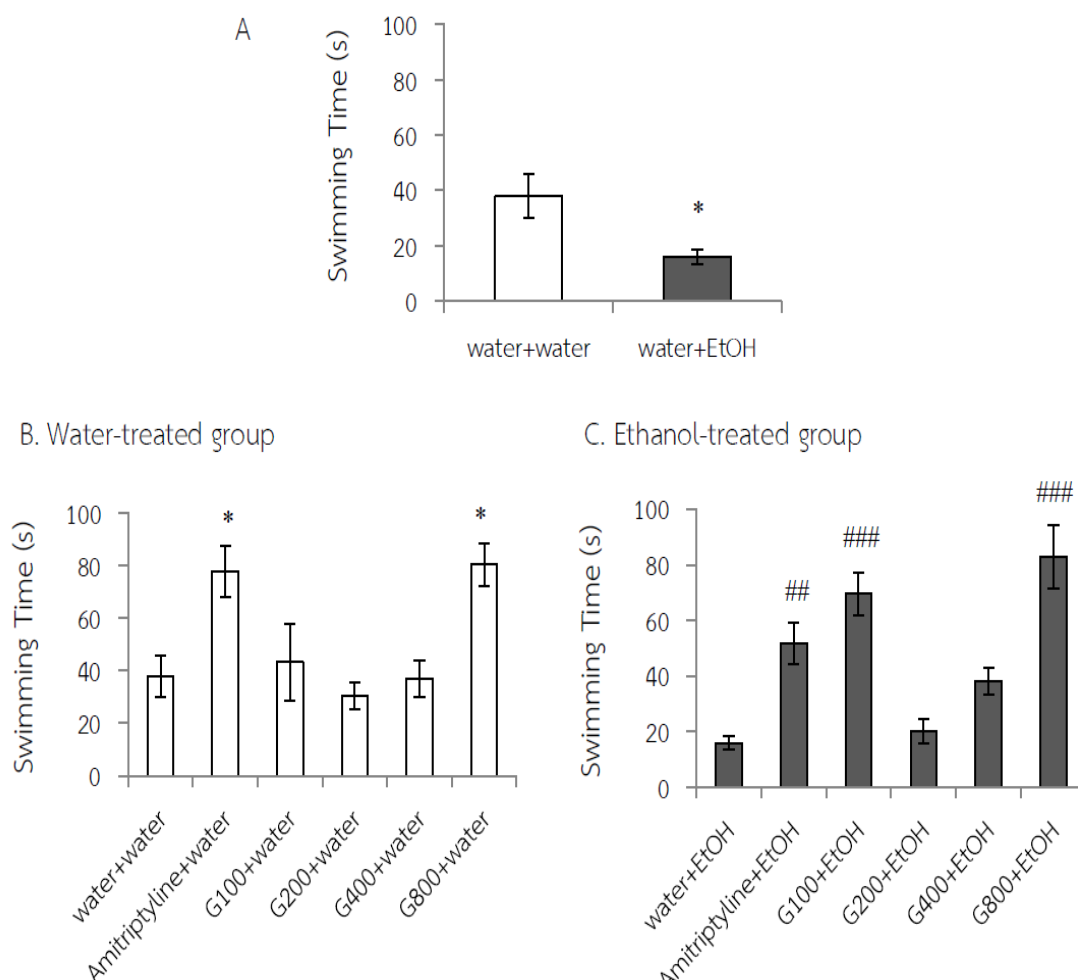 A
Swimming Time (s)
100
80
60
40
20
0
*
water+water
water+EtOH
B. Water-treated group
Swimming Time (s)
100
80
60
40
20
0
*
*
water+water
Amitriptyline+water
G100+water
G200+water
G400+water
G800+water
C. Ethanol-treated group
Swimming Time (s)
100
80
60
40
20
0
##
###
###
water+EtOH
Amitriptyline+EtOH
G100+EtOH
G200+EtOH
G400+EtOH
G800+EtOH